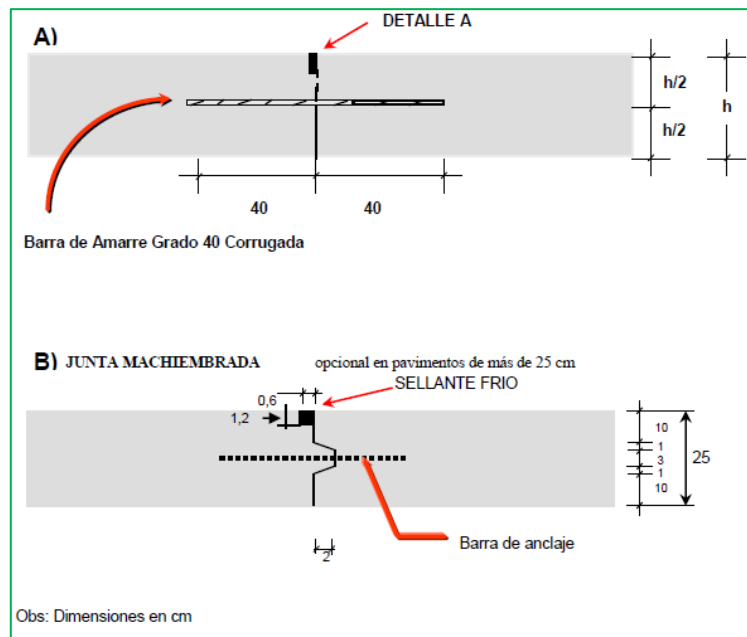 A)
DETALLE A
h/2
h
h/2
40
40
Barra de Amarre Grado 40 Corrugada
B) JUNTA MACHIEMBRADA opcional en pavimentos de más de 25 cm
SELLANTE FRIO
0,6
1,2
10
1
3
1
10
25
Barra de anclaje
2
Obs: Dimensiones en cm